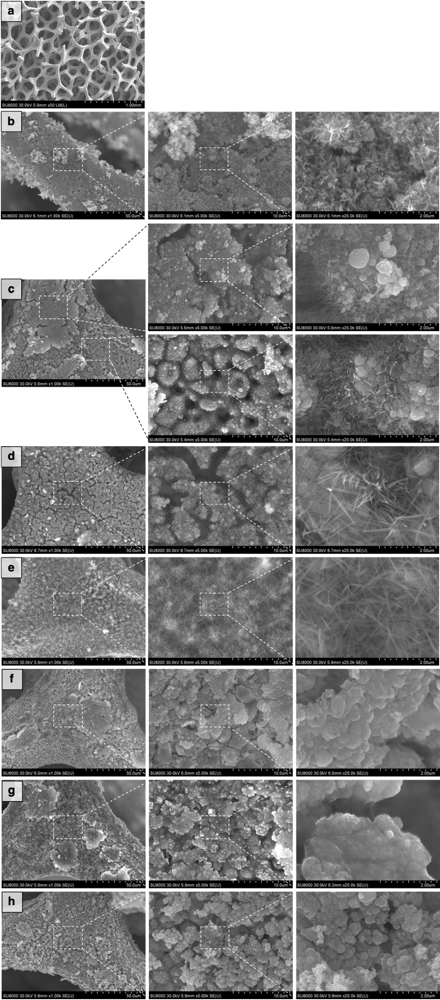 a
SU8000 30.0kV 5.9mm x50 LM(L) 1.00mm
b
SU8000 30.0kV 6.1mm x1.00k SE(U) 50.0um
SU8000 30.0kV 6.1mm x5.00k SE(U) 10.0um
SU8000 30.0kV 6.1mm x25.0k SE(U) 2.00um
SU8000 30.0kV 5.6mm x5.00k SE(U) 10.0um
SU8000 30.0kV 5.6mm x25.0k SE(U) 2.00um
c
SU8000 30.0kV 5.6mm x1.00k SE(U) 50.0um
SU8000 30.0kV 5.4mm x5.00k SE(U) 10.0um
SU8000 30.0kV 5.4mm x25.0k SE(U) 2.00um
d
SU8000 30.0kV 8.7mm x1.00k SE(U) 50.0um
SU8000 30.0kV 8.7mm x5.00k SE(U) 10.0um
SU8000 30.0kV 8.7mm x25.0k SE(U) 2.00um
e
SU8000 30.0kV 5.9mm x1.00k SE(U) 50.0um
SU8000 30.0kV 5.9mm x5.00k SE(U) 10.0um
SU8000 30.0kV 5.9mm x25.0k SE(U) 2.00um
f
SU8000 30.0kV 6.0mm x1.00k SE(U) 50.0um
SU8000 30.0kV 6.0mm x5.00k SE(U) 10.0um
SU8000 30.0kV 6.0mm x25.0k SE(U) 2.00um
g
SU8000 30.0kV 5.9mm x1.00k SE(U) 50.0um
SU8000 30.0kV 5.9mm x5.00k SE(U) 10.0um
SU8000 30.0kV 6.2mm x25.0k SE(U) 2.00um
h
SU8000 30.0kV 5.8mm x1.00k SE(U) 50.0um
SU8000 30.0kV 5.8mm x5.00k SE(U) 10.0um
SU8000 30.0kV 5.8mm x25.0k SE(U) 2.00um